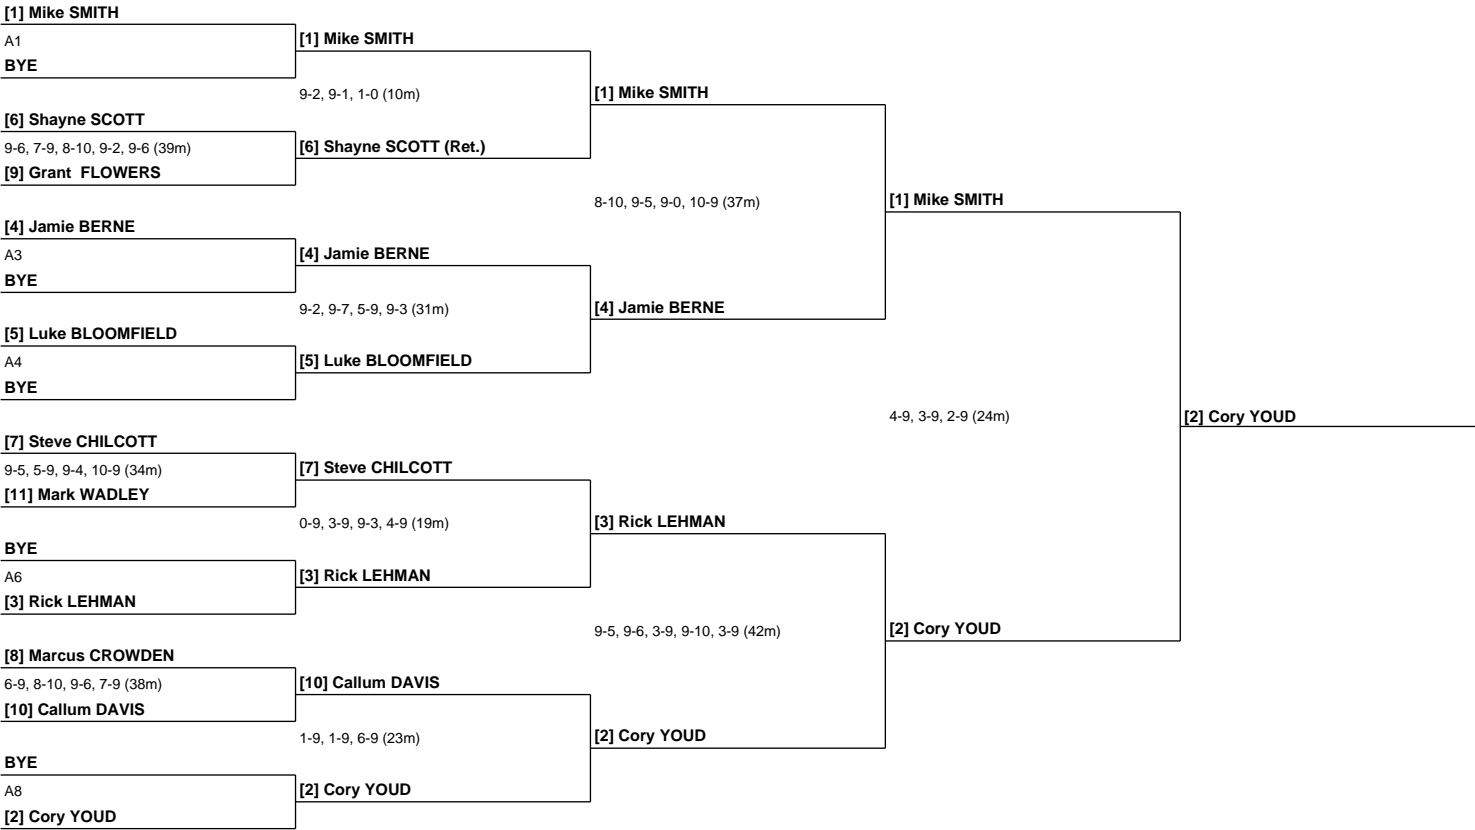 [1] Mike SMITH
A1
BYE
[6] Shayne SCOTT
9-6, 7-9, 8-10, 9-2, 9-6 (39m)
[9] Grant  FLOWERS
[4] Jamie BERNE
A3
BYE
[5] Luke BLOOMFIELD
A4
BYE
[7] Steve CHILCOTT
9-5, 5-9, 9-4, 10-9 (34m)
[11] Mark WADLEY
BYE
A6
[3] Rick LEHMAN
[8] Marcus CROWDEN
6-9, 8-10, 9-6, 7-9 (38m)
[10] Callum DAVIS
BYE
A8
[2] Cory YOUD
[1] Mike SMITH
9-2, 9-1, 1-0 (10m)
[6] Shayne SCOTT (Ret.)
[4] Jamie BERNE
9-2, 9-7, 5-9, 9-3 (31m)
[5] Luke BLOOMFIELD
[7] Steve CHILCOTT
0-9, 3-9, 9-3, 4-9 (19m)
[3] Rick LEHMAN
[10] Callum DAVIS
1-9, 1-9, 6-9 (23m)
[2] Cory YOUD
[1] Mike SMITH
8-10, 9-5, 9-0, 10-9 (37m)
[4] Jamie BERNE
[3] Rick LEHMAN
9-5, 9-6, 3-9, 9-10, 3-9 (42m)
[2] Cory YOUD
[1] Mike SMITH
4-9, 3-9, 2-9 (24m)
[2] Cory YOUD
[2] Cory YOUD